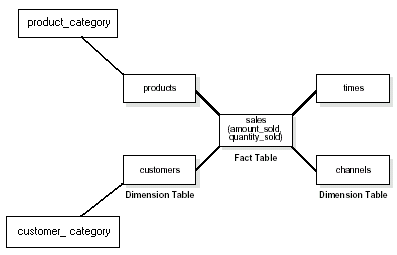 product_category
products
times
sales
(amount_sold,
quantity_sold)
Fact Table
customers
channels
Dimension Table
Dimension Table
customer_ category